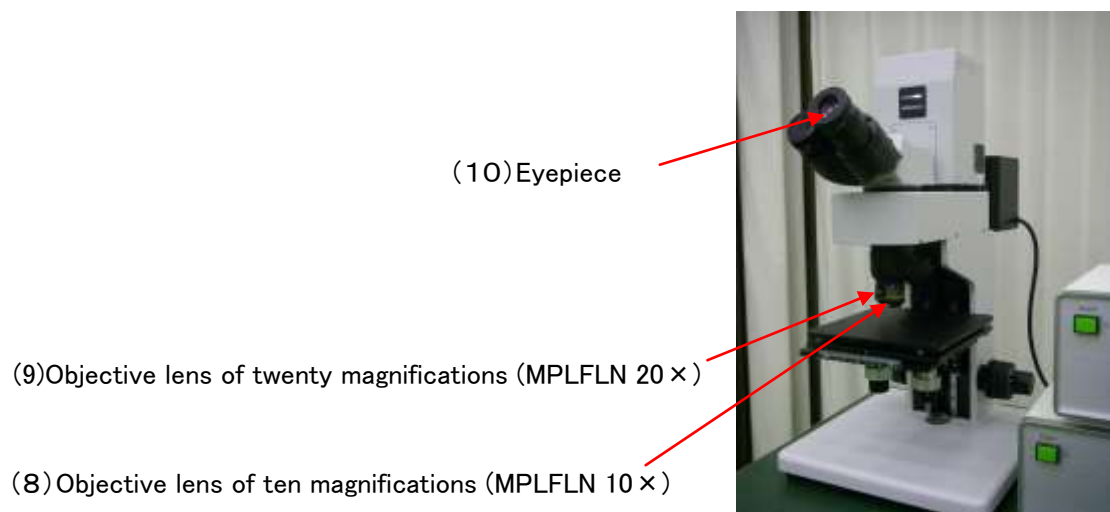 (10)Eyepiece
(9)Objective lens of twenty magnifications (MPLFLN 20×)
(8)Objective lens of ten magnifications (MPLFLN 10×)